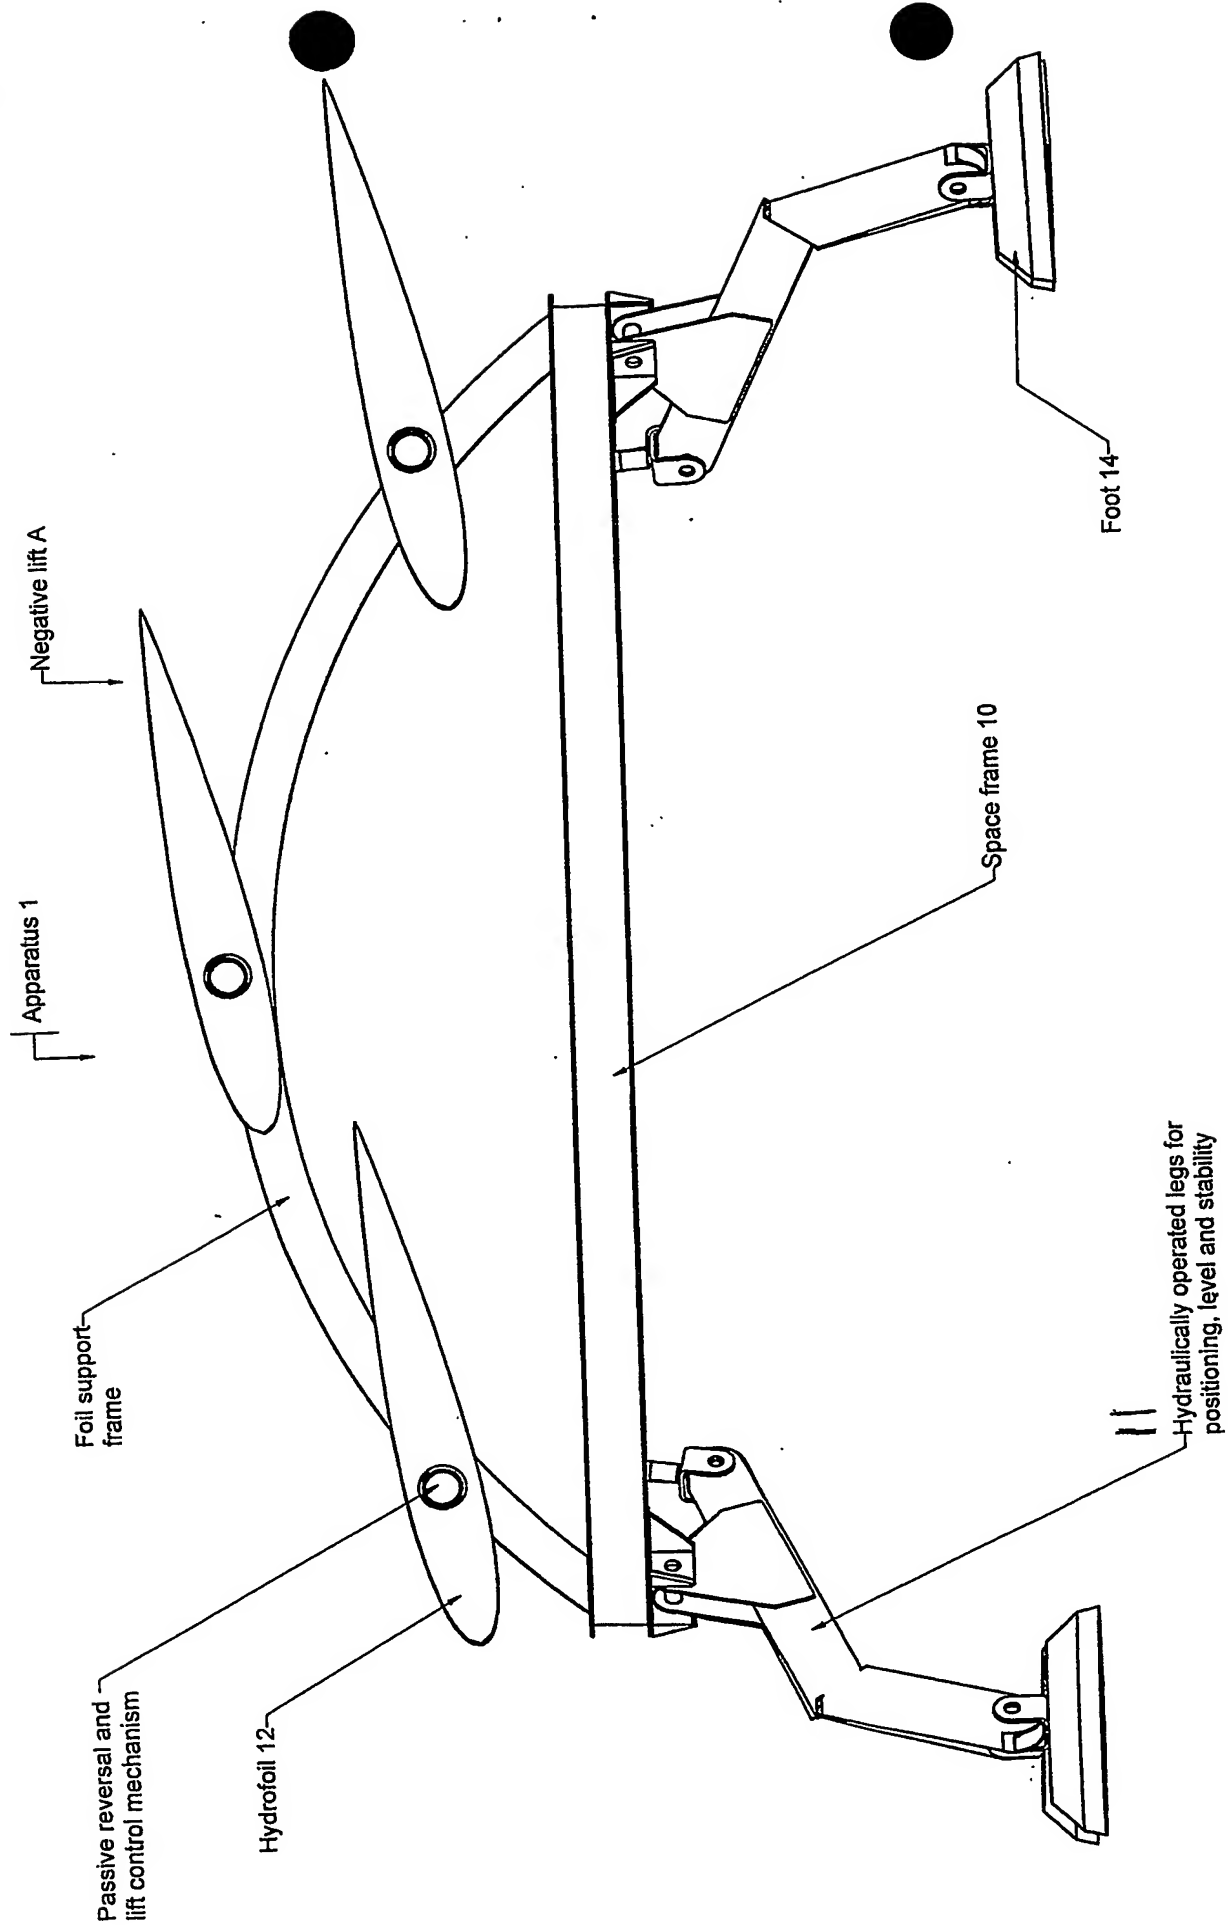 Apparatus 1
Negative lift A
Foil support
frame
Passive reversal and
lift control mechanism
Hydrofoil 12
Space frame 10
Foot 14
11
Hydraulically operated legs for
positioning, level and stability